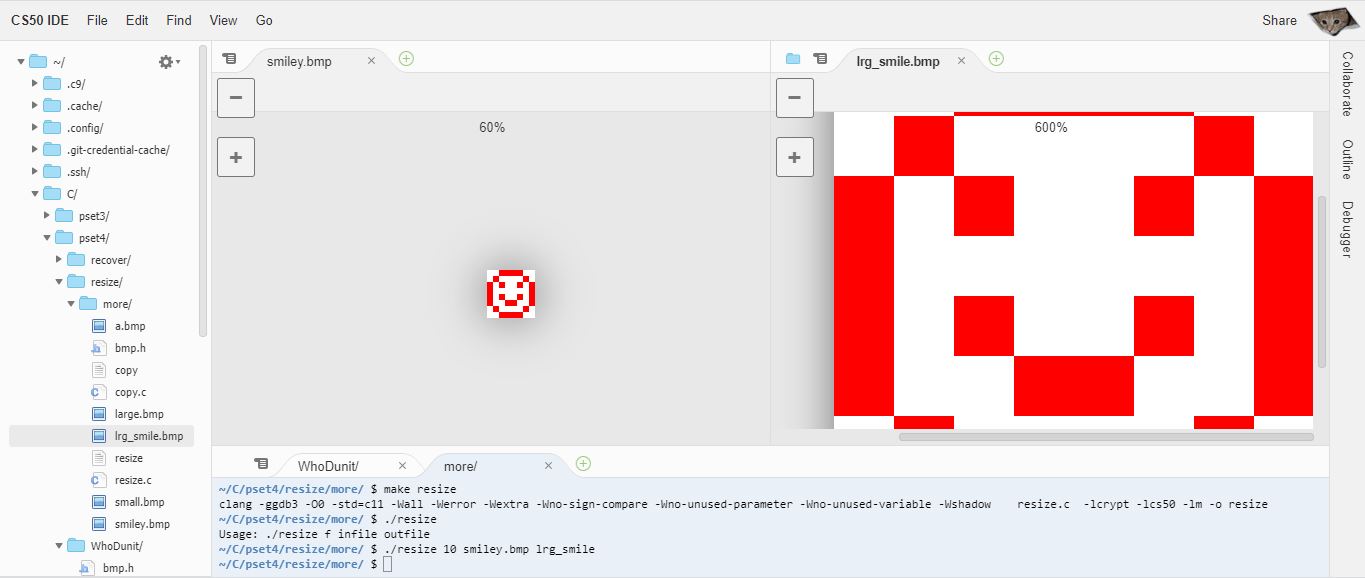 CS50 IDE File Edit Find View Go Share
~/
.c9/
.cache/
.config/
.git-credential-cache/
.ssh/
C/
pset3/
pset4/
recover/
resize/
more/
a.bmp
bmp.h
copy
copy.c
large.bmp
lrg_smile.bmp
resize
resize.c
small.bmp
smiley.bmp
WhoDunit/
bmp.h
smiley.bmp
60%
lrg_smile.bmp
600%
Collaborate
Outline
Debugger
WhoDunit/ more/
~/C/pset4/resize/more/ $ make resize
clang -ggdb3 -O0 -std=c11 -Wall -Werror -Wextra -Wno-sign-compare -Wno-unused-parameter -Wno-unused-variable -Wshadow    resize.c  -lcrypt -lcs50 -lm -o resize
~/C/pset4/resize/more/ $ ./resize
Usage: ./resize f infile outfile
~/C/pset4/resize/more/ $ ./resize 10 smiley.bmp lrg_smile
~/C/pset4/resize/more/ $